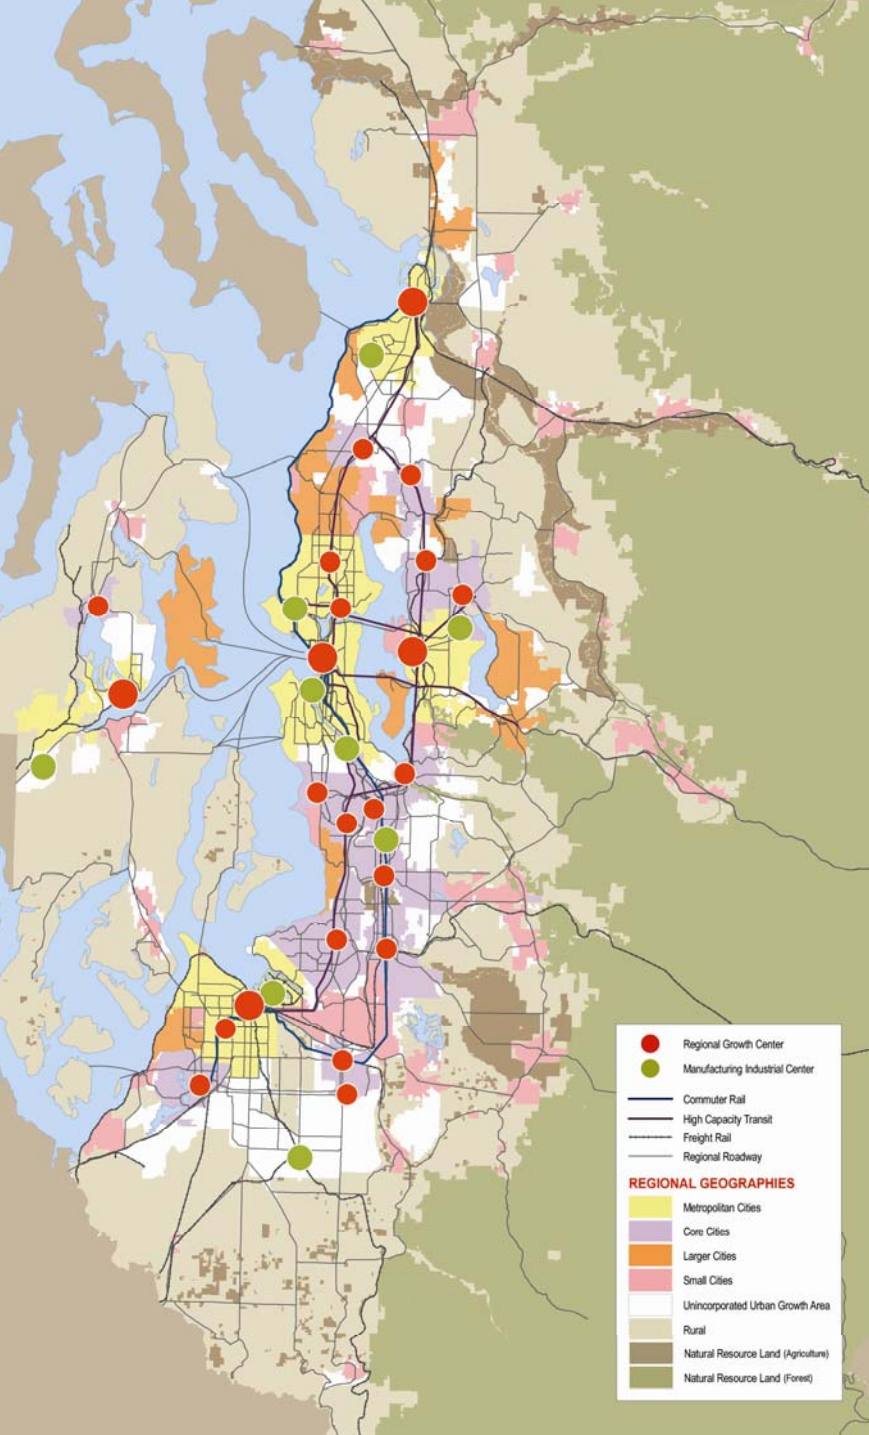 Regional Growth Center
Manufacturing Industrial Center
Commuter Rail
High Capacity Transit
Freight Rail
Regional Roadway
REGIONAL GEOGRAPHIES
Metropolitan Cities
Core Cities
Larger Cities
Small Cities
Unincorporated Urban Growth Area
Rural
Natural Resource Land (Agriculture)
Natural Resource Land (Forest)